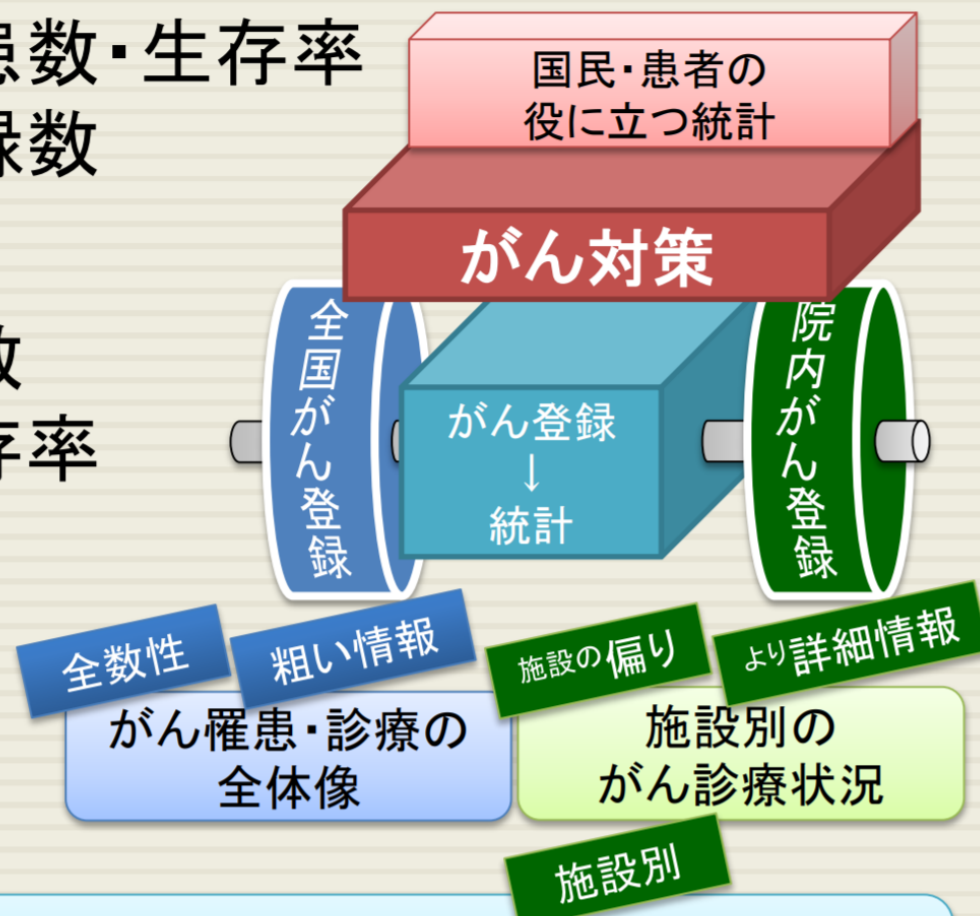 患数・生存率
録数
数
存率
国民・患者の
役に立つ統計
がん対策
全国がん登録
がん登録
↓
統計
院内がん登録
全数性
粗い情報
施設の偏り
より詳細情報
がん罹患・診療の
全体像
施設別の
がん診療状況
施設別